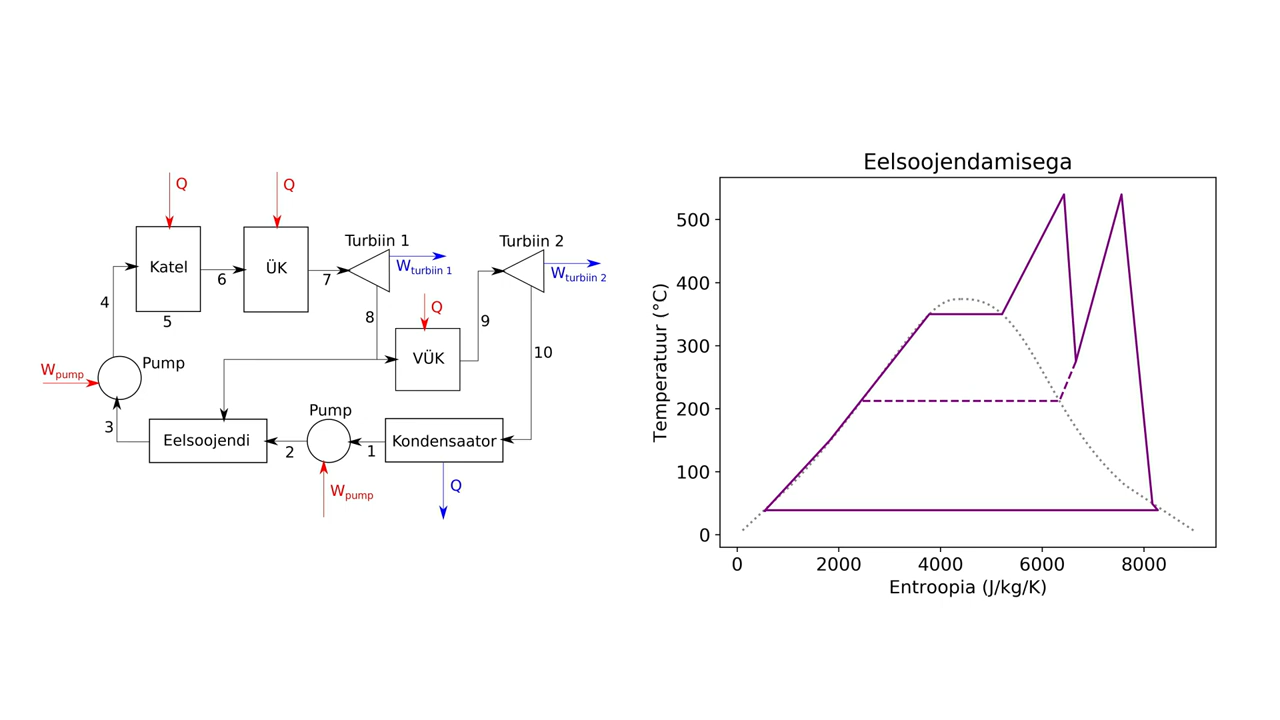 Q
Q
Turbiin 1
Turbiin 2
Katel
ÜK
W turbiin 1
W turbiin 2
6
7
4
5
8
Q
9
10
VÜK
Pump
W pump
Pump
3
Eelsoojendi
2
1
Kondensaator
W pump
Q
Eelsoojendamisega
Temperatuur (°C)
500
400
300
200
100
0
0 2000 4000 6000 8000
Entroopia (J/kg/K)